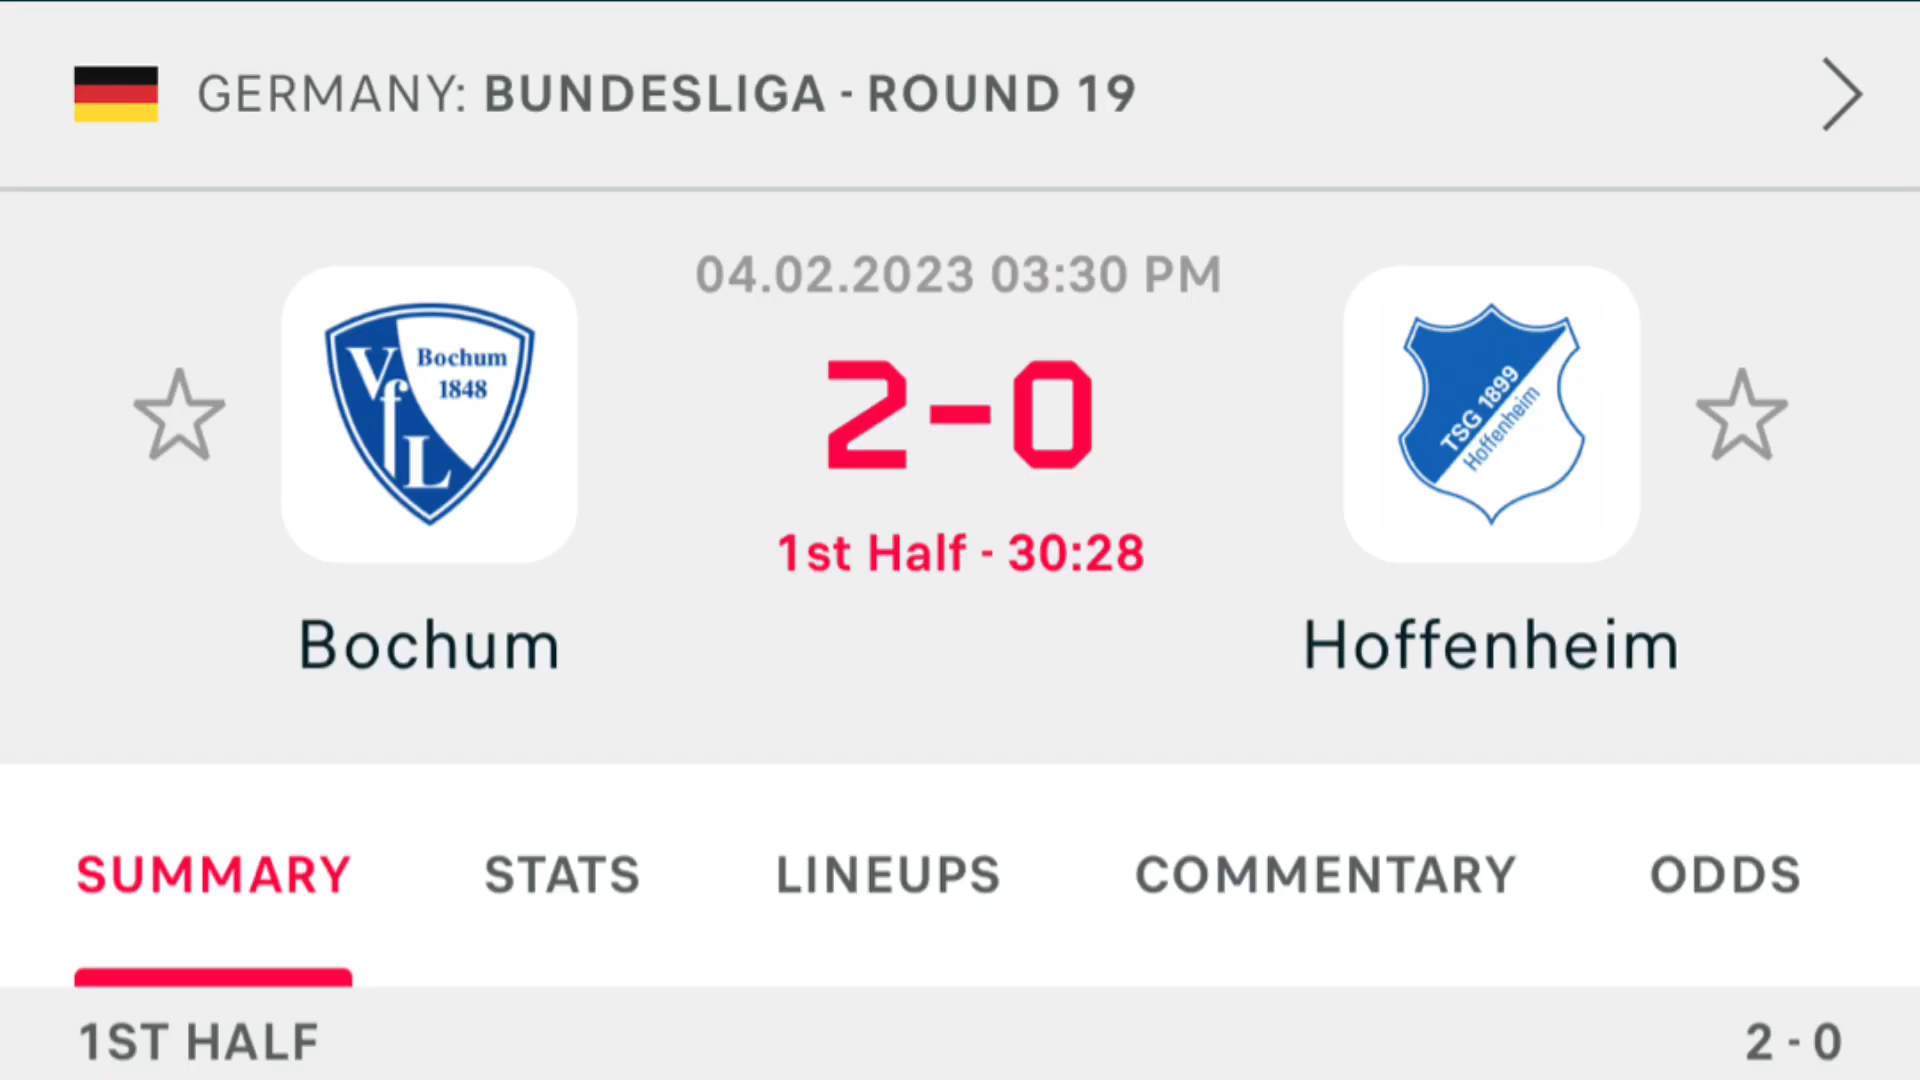 GERMANY: BUNDESLIGA - ROUND 19
04.02.2023 03:30 PM
VfL
Bochum
1848
2-0
TSG 1899
Hoffenheim
1st Half - 30:28
Bochum
Hoffenheim
SUMMARY STATS LINEUPS COMMENTARY ODDS
1ST HALF 2 - 0